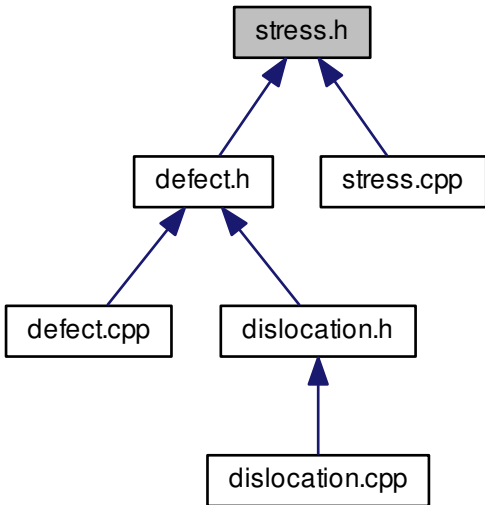 stress.h
defect.h
stress.cpp
defect.cpp
dislocation.h
dislocation.cpp